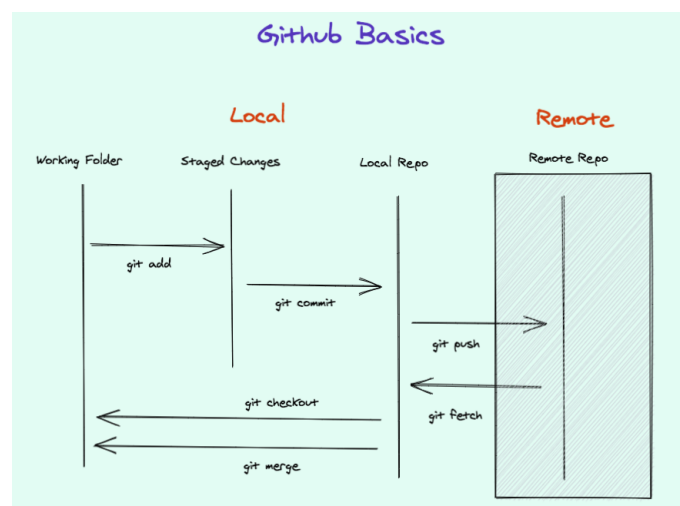 Github Basics
Local
Remote
Working Folder
Staged Changes
Local Repo
Remote Repo
git add
git commit
git push
git checkout
git fetch
git merge